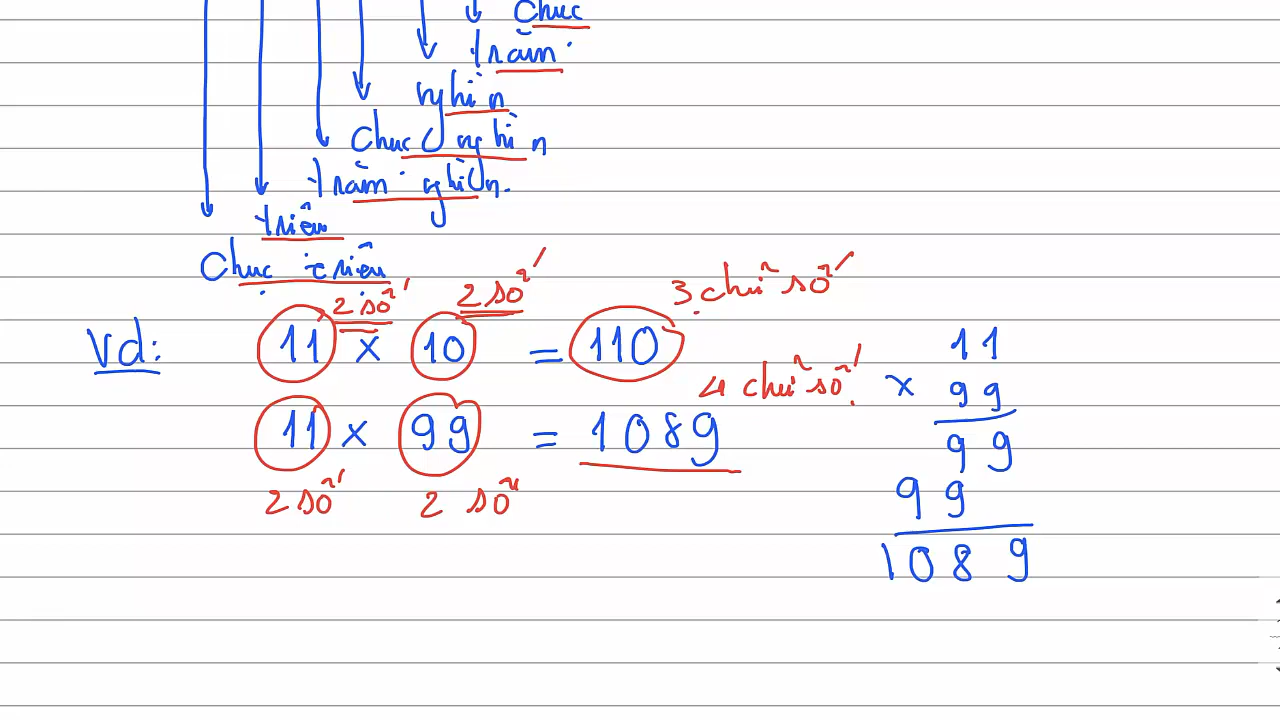 chục
trăm
nghìn
chục nghìn
trăm nghìn.
triệu
chục triệu
2 số 2 số 3 chữ số
Vd: 11 x 10 = 110
4 chữ số
11 x 99 = 1089
2 số 2 số
11
x 99
99
99
1089